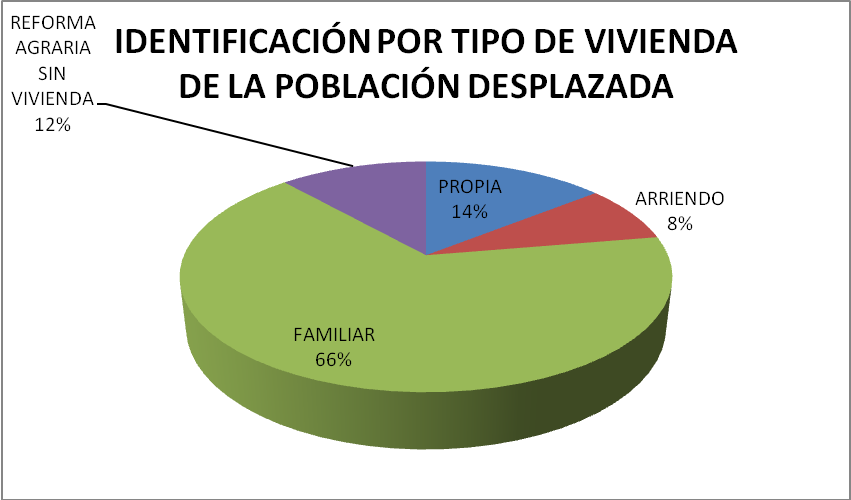 IDENTIFICACIÓN POR TIPO DE VIVIENDA
DE LA POBLACIÓN DESPLAZADA
REFORMA
AGRARIA
SIN
VIVIENDA
12%
PROPIA
14%
ARRIENDO
8%
FAMILIAR
66%